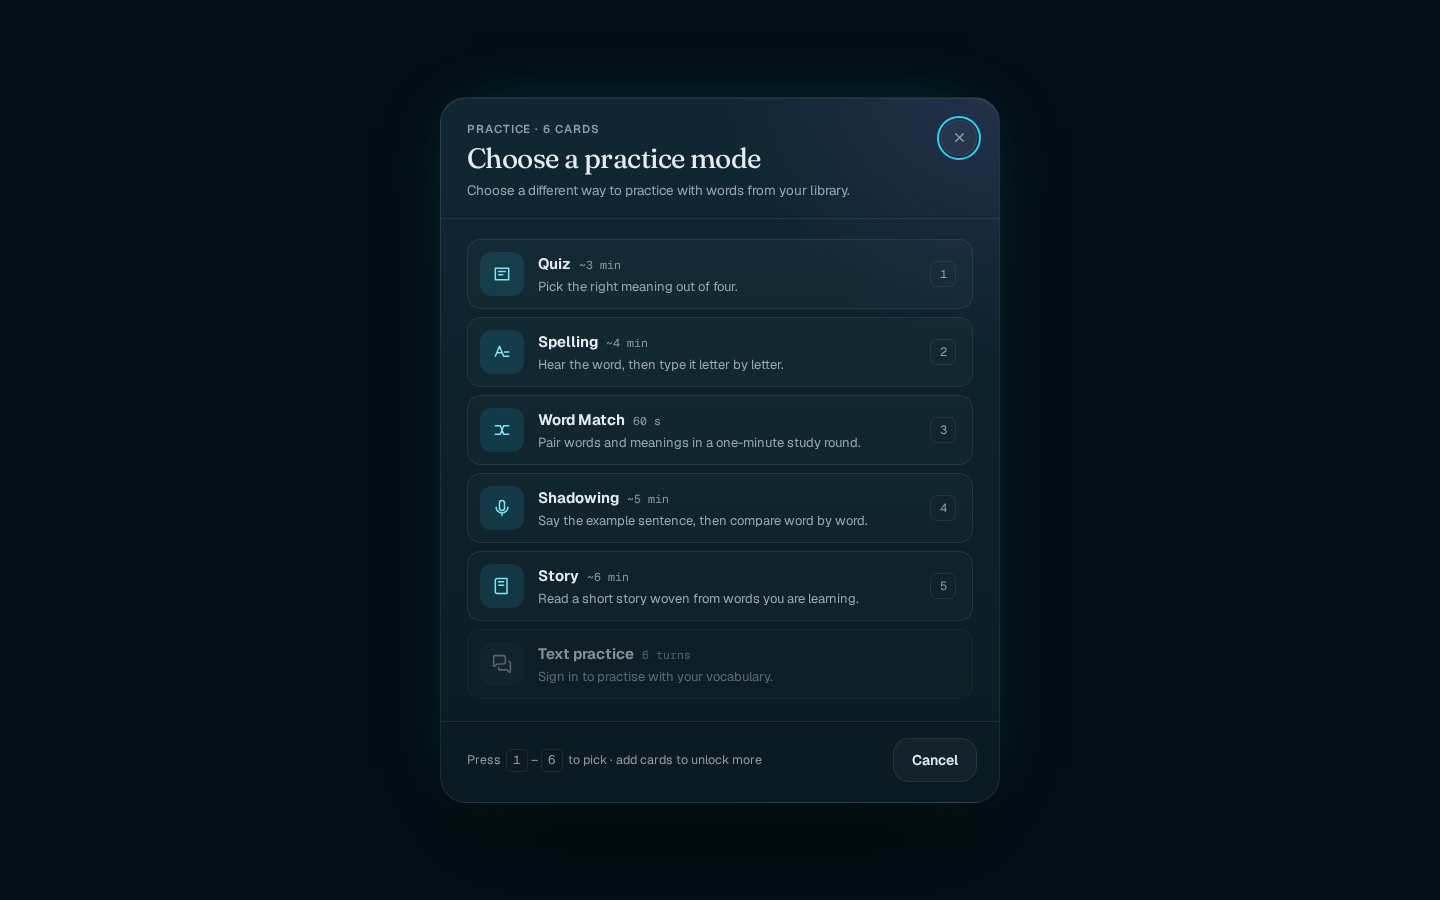 PRACTICE · 6 CARDS
Choose a practice mode
Choose a different way to practice with words from your library.
Quiz ~3 min
Pick the right meaning out of four.
1
Spelling ~4 min
Hear the word, then type it letter by letter.
2
Word Match 60 s
Pair words and meanings in a one-minute study round.
3
Shadowing ~5 min
Say the example sentence, then compare word by word.
4
Story ~6 min
Read a short story woven from words you are learning.
5
Text practice 6 turns
Sign in to practise with your vocabulary.
Press 1 – 6 to pick · add cards to unlock more
Cancel